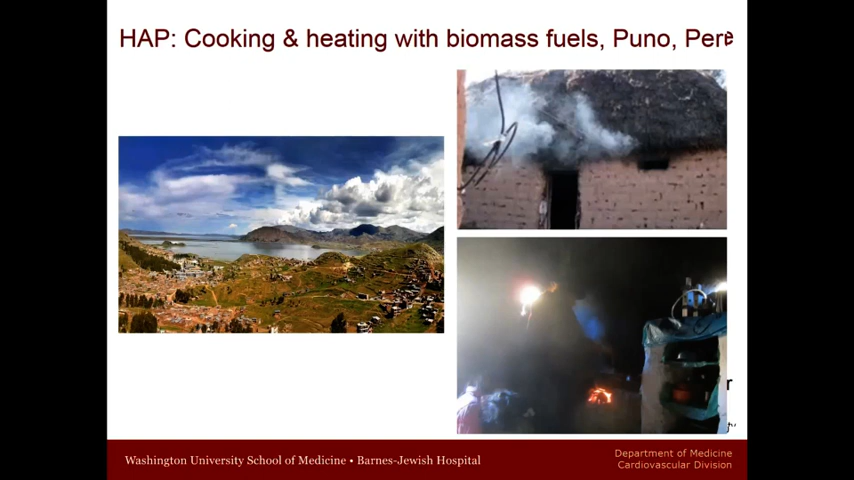 HAP: Cooking & heating with biomass fuels, Puno, Perè
r
Washington University School of Medicine • Barnes-Jewish Hospital
Department of Medicine
Cardiovascular Division